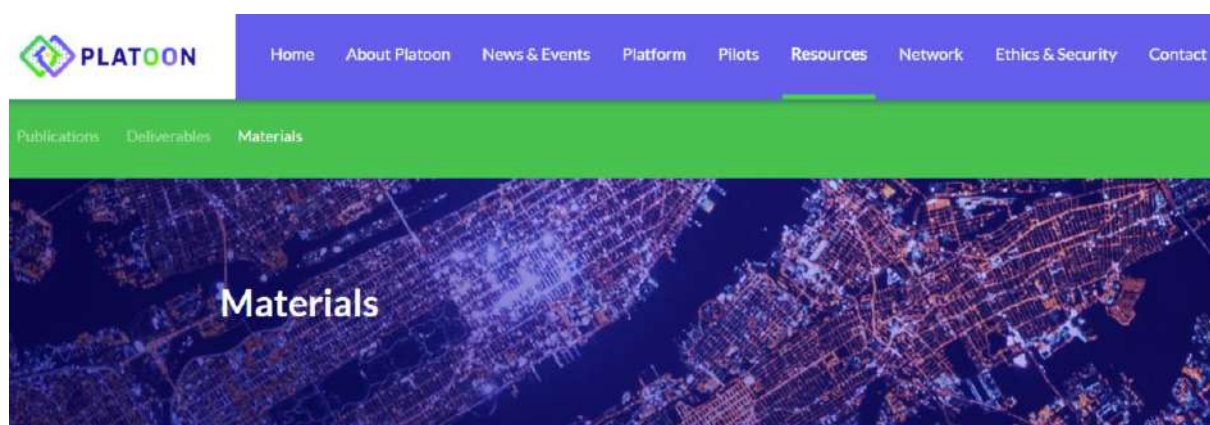 PLATOON Home About Platoon News & Events Platform Pilots Resources Network Ethics & Security Contact
Publications Deliverables Materials
Materials